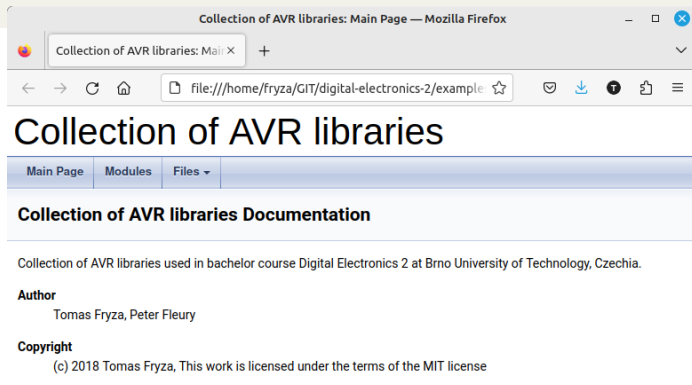 Collection of AVR libraries: Main Page — Mozilla Firefox
Collection of AVR libraries: Mai
file:///home/fryza/GIT/digital-electronics-2/example
Collection of AVR libraries
Main Page Modules Files
Collection of AVR libraries Documentation
Collection of AVR libraries used in bachelor course Digital Electronics 2 at Brno University of Technology, Czechia.
Author
Tomas Fryza, Peter Fleury
Copyright
(c) 2018 Tomas Fryza, This work is licensed under the terms of the MIT license